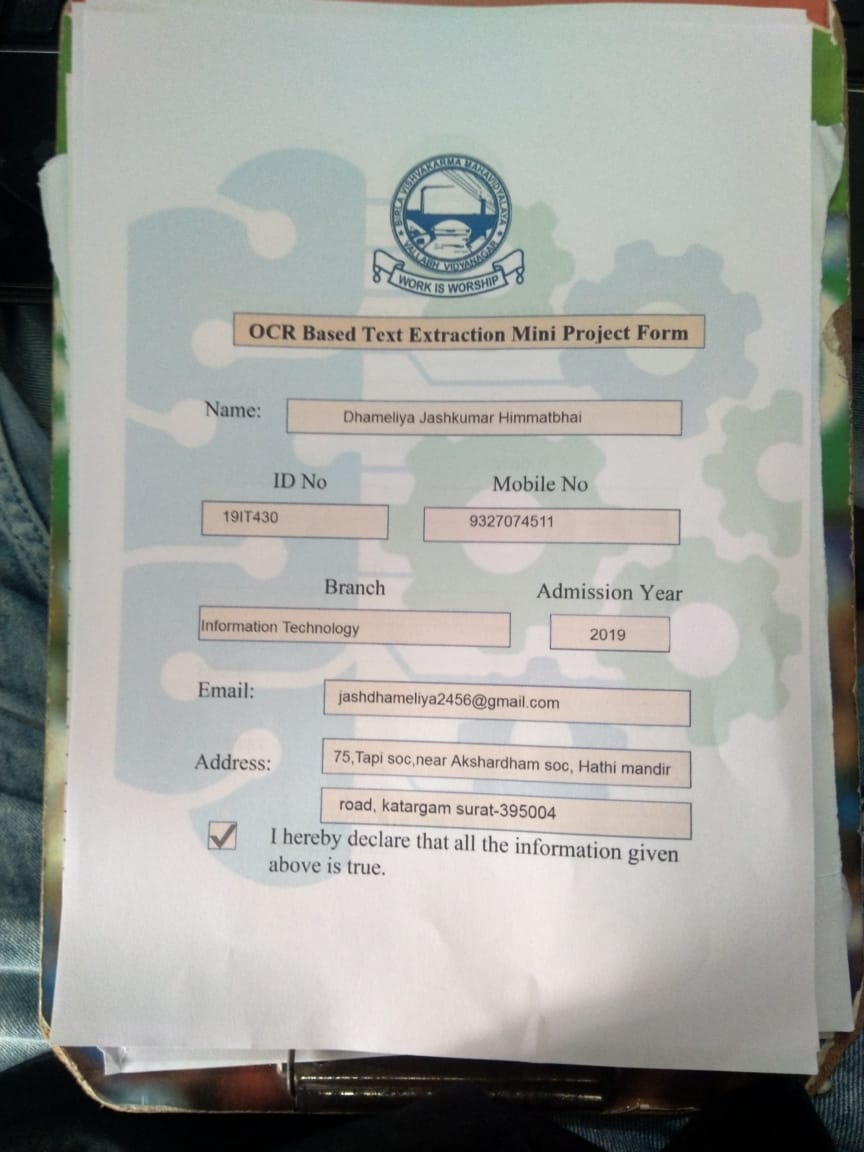 BIRLA VISHVAKARMA MAHAVIDYALAYA
VALLABH VIDYANAGAR
WORK IS WORSHIP
OCR Based Text Extraction Mini Project Form
Name: Dhameliya Jashkumar Himmatbhai
ID No Mobile No
19IT430 9327074511
Branch Admission Year
Information Technology 2019
Email: jashdhameliya2456@gmail.com
Address: 75,Tapi soc,near Akshardham soc, Hathi mandir
road, katargam surat-395004
I hereby declare that all the information given
above is true.